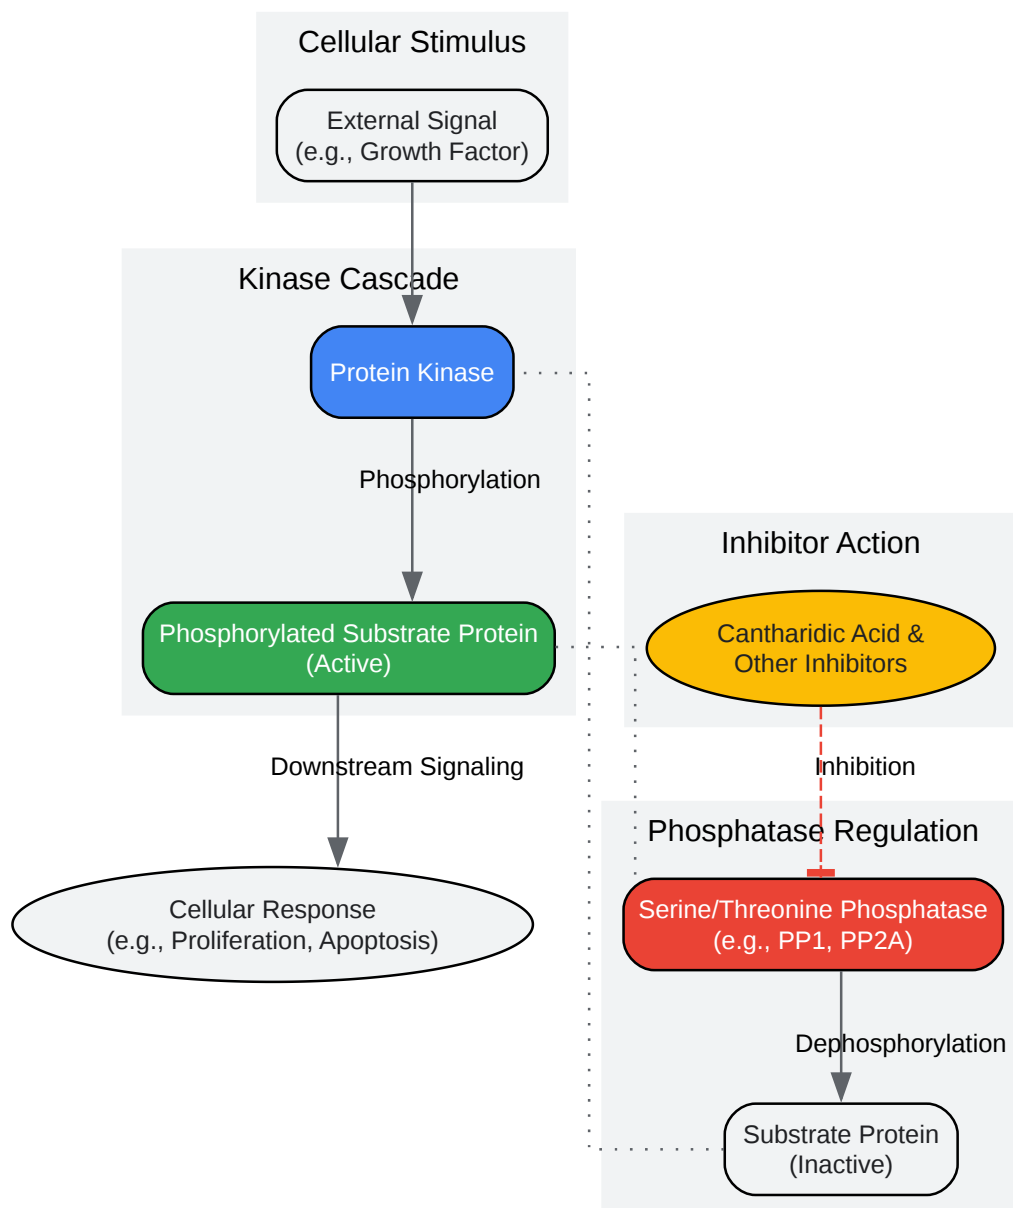 Cellular Stimulus
External Signal
(e.g., Growth Factor)
Kinase Cascade
Protein Kinase
Phosphorylation
Phosphorylated Substrate Protein
(Active)
Downstream Signaling
Cellular Response
(e.g., Proliferation, Apoptosis)
Inhibitor Action
Cantharidic Acid &
Other Inhibitors
Inhibition
Phosphatase Regulation
Serine/Threonine Phosphatase
(e.g., PP1, PP2A)
Dephosphorylation
Substrate Protein
(Inactive)